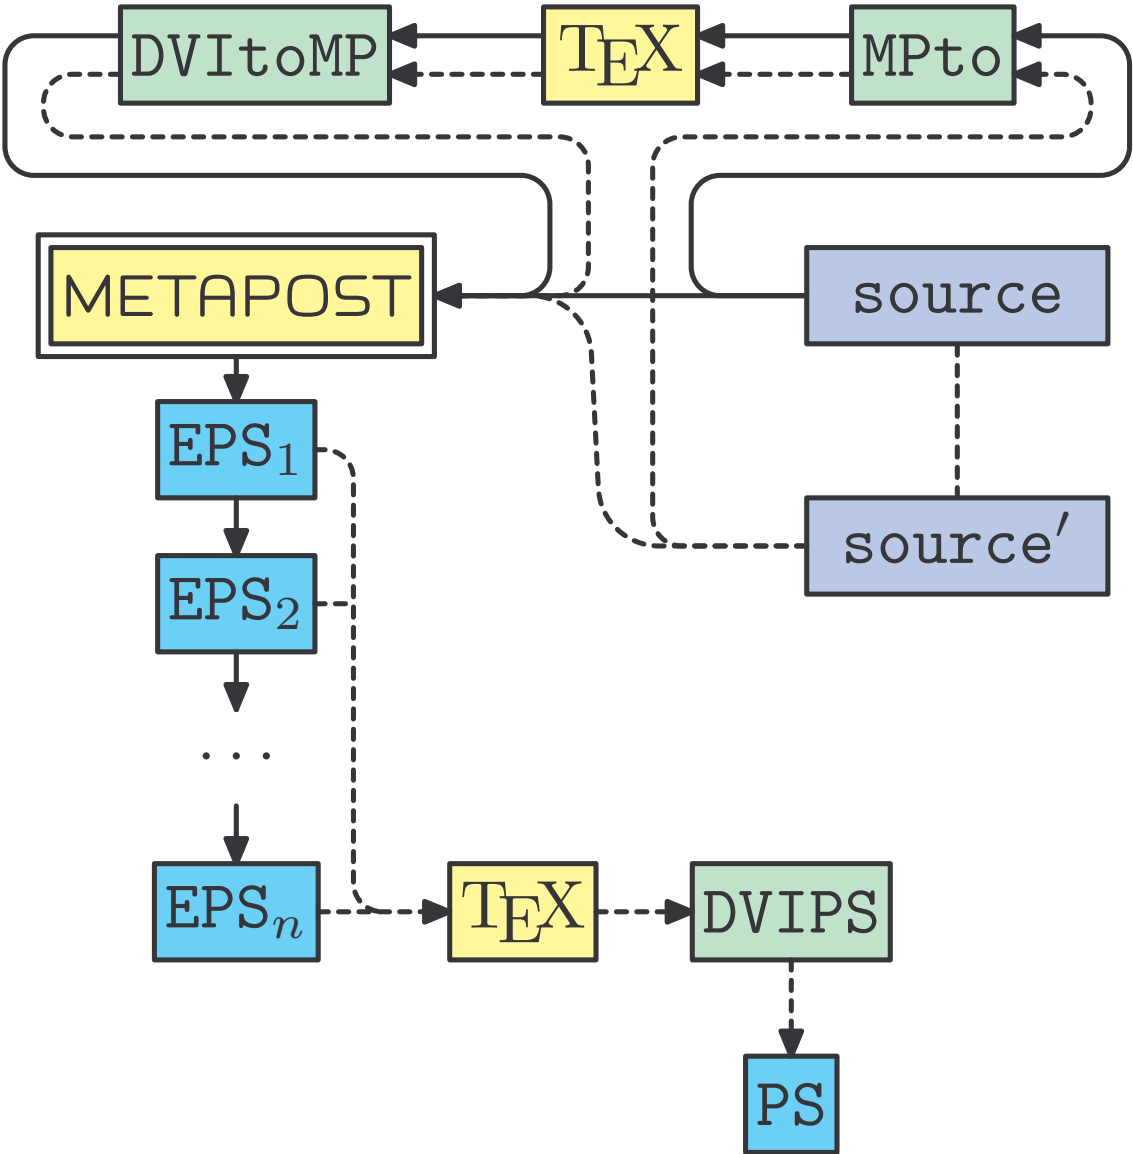 DVItoMP TEX MPto
METAPOST source
EPS1
source′
EPS2
. . .
EPSn TEX DVIPS
PS